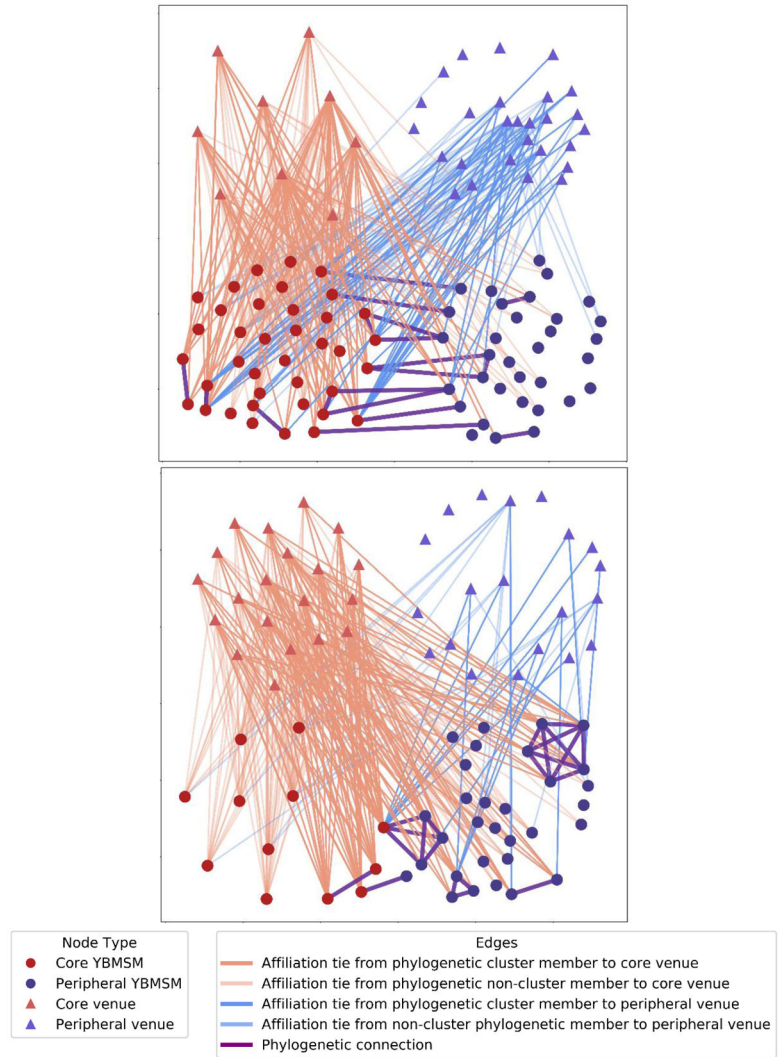 Node Type
Core YBMSM
Peripheral YBMSM
Core venue
Peripheral venue
Edges
Affiliation tie from phylogenetic cluster member to core venue
Affiliation tie from phylogenetic non-cluster member to core venue
Affiliation tie from phylogenetic cluster member to peripheral venue
Affiliation tie from non-cluster phylogenetic member to peripheral venue
Phylogenetic connection